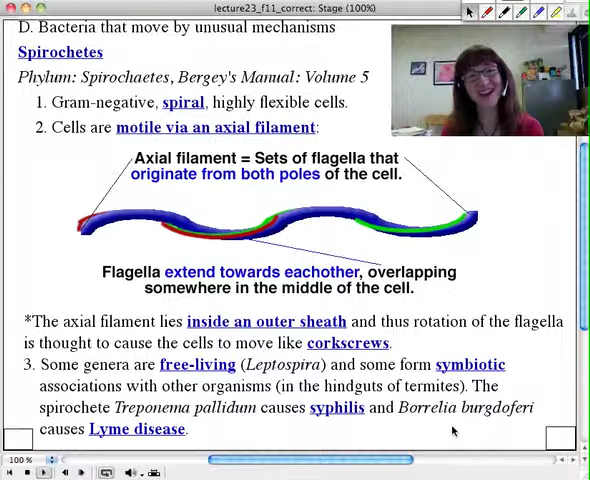 lecture23_f11_correct: Stage (100%)
D. Bacteria that move by unusual mechanisms
Spirochetes
Phylum: Spirochaetes, Bergey's Manual: Volume 5
1. Gram-negative, spiral, highly flexible cells.
2. Cells are motile via an axial filament:
Axial filament = Sets of flagella that
originate from both poles of the cell.
Flagella extend towards eachother, overlapping
somewhere in the middle of the cell.
*The axial filament lies inside an outer sheath and thus rotation of the flagella
is thought to cause the cells to move like corkscrews.
3. Some genera are free-living (Leptospira) and some form symbiotic
associations with other organisms (in the hindguts of termites). The
spirochete Treponema pallidum causes syphilis and Borrelia burgdoferi
causes Lyme disease.
100 %